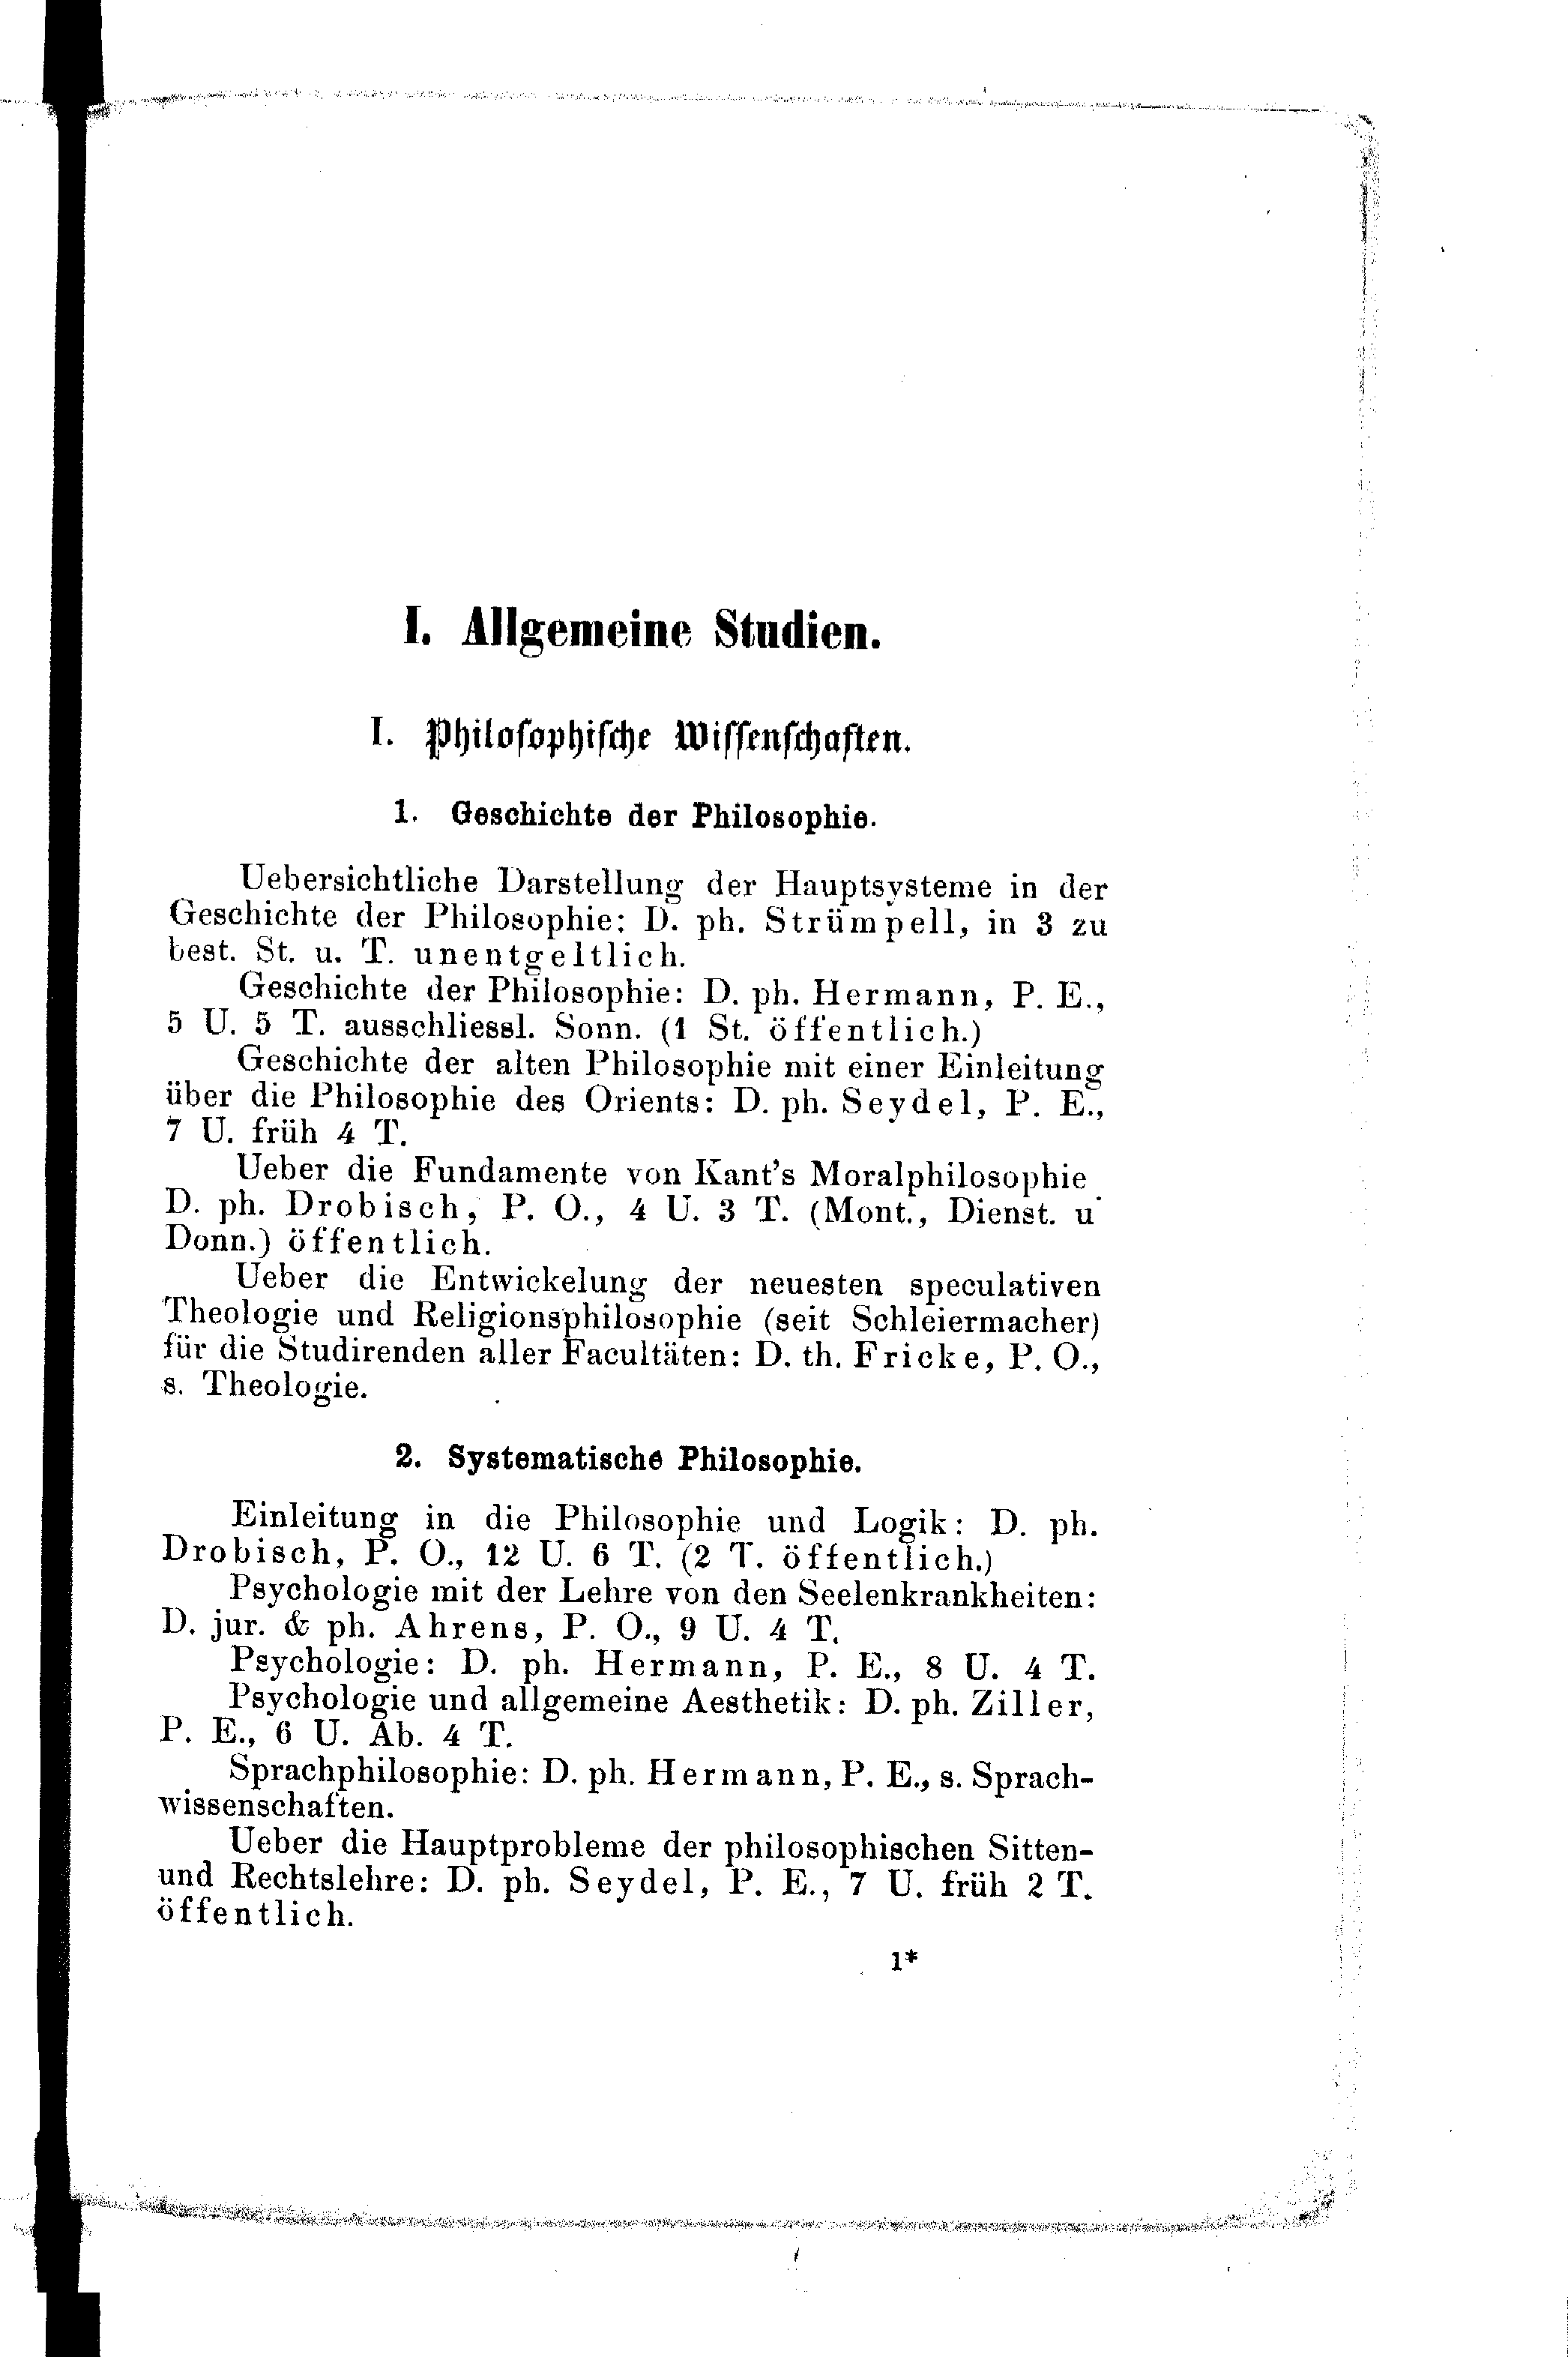 I. Allgemeine Studien.
I. Philosophische Wissenschaften.
1. Geschichte der Philosophie.
Uebersichtliche Darstellung der Hauptsysteme in der
Geschichte der Philosophie: D. ph. Strümpell, in 3 zu
best. St. u. T. unentgeltlich.
Geschichte der Philosophie: D. ph. Hermann, P. E.,
5 U. 5 T. ausschliessl. Sonn. (1 St. öffentlich.)
Geschichte der alten Philosophie mit einer Einleitung
über die Philosophie des Orients: D. ph. Seydel, P. E.,
7 U. früh 4 T.
Ueber die Fundamente von Kant's Moralphilosophie
D. ph. Drobisch, P. O., 4 U. 3 T. (Mont., Dienst. u
Donn.) öffentlich.
Ueber die Entwickelung der neuesten speculativen
Theologie und Religionsphilosophie (seit Schleiermacher)
für die Studirenden aller Facultäten: D. th. Fricke, P. O.,
s. Theologie.
2. Systematische Philosophie.
Einleitung in die Philosophie und Logik: D. ph.
Drobisch, P. O., 12 U. 6 T. (2 T. öffentlich.)
Psychologie mit der Lehre von den Seelenkrankheiten:
D. jur. & ph. Ahrens, P. O., 9 U. 4 T.
Psychologie: D. ph. Hermann, P. E., 8 U. 4 T.
Psychologie und allgemeine Aesthetik: D. ph. Ziller,
P. E., 6 U. Ab. 4 T.
Sprachphilosophie: D. ph. Hermann, P. E., s. Sprach-
wissenschaften.
Ueber die Hauptprobleme der philosophischen Sitten-
und Rechtslehre: D. ph. Seydel, P. E., 7 U. früh 2 T.
öffentlich.
1*